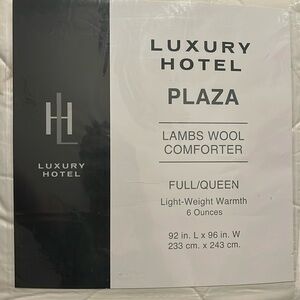 HL
LUXURY
HOTEL
LUXURY
HOTEL
PLAZA
LAMBS WOOL
COMFORTER
FULL/QUEEN
Light-Weight Warmth
6 Ounces
92 in. L x 96 in. W
233 cm. x 243 cm.